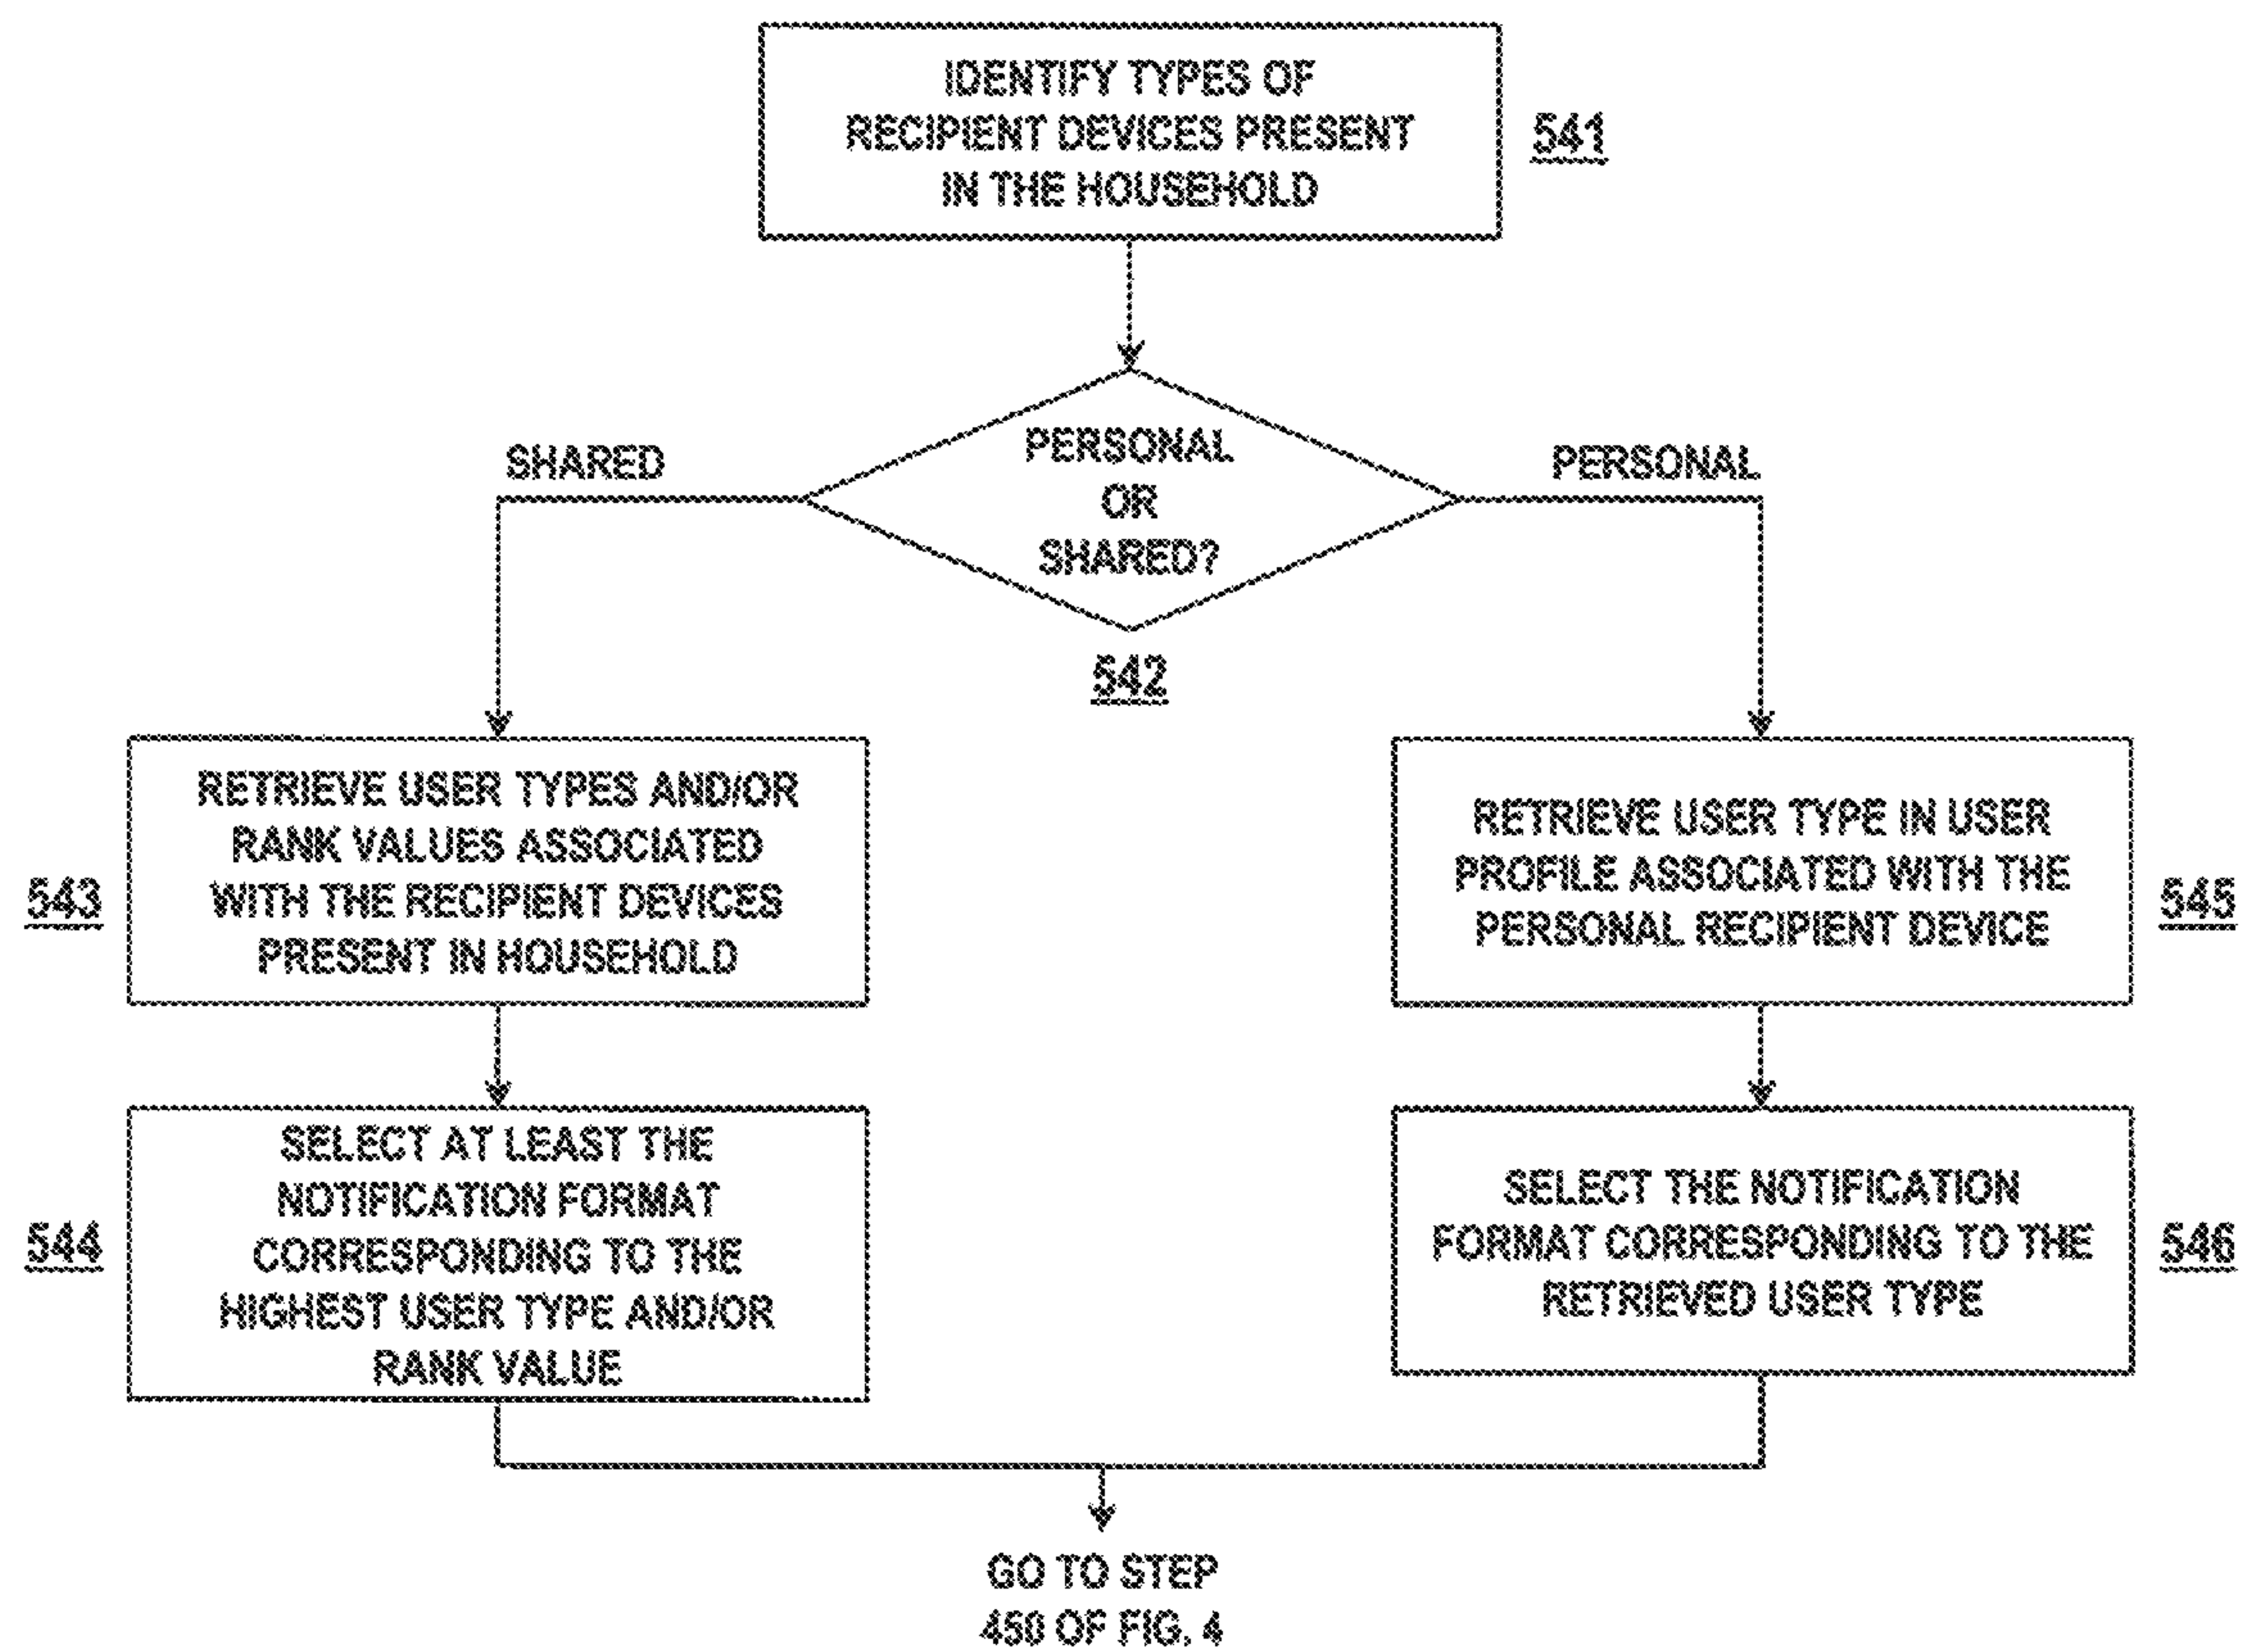 IDENTIFY TYPES OF
RECIPIENT DEVICES PRESENT
IN THE HOUSEHOLD
541
SHARED
PERSONAL
OR
SHARED?
PERSONAL
542
RETRIEVE USER TYPES AND/OR
RANK VALUES ASSOCIATED
WITH THE RECIPIENT DEVICES
PRESENT IN HOUSEHOLD
543
RETRIEVE USER TYPE IN USER
PROFILE ASSOCIATED WITH THE
PERSONAL RECIPIENT DEVICE
545
SELECT AT LEAST THE
NOTIFICATION FORMAT
CORRESPONDING TO THE
HIGHEST USER TYPE AND/OR
RANK VALUE
544
SELECT THE NOTIFICATION
FORMAT CORRESPONDING TO THE
RETRIEVED USER TYPE
546
GO TO STEP
450 OF FIG. 4